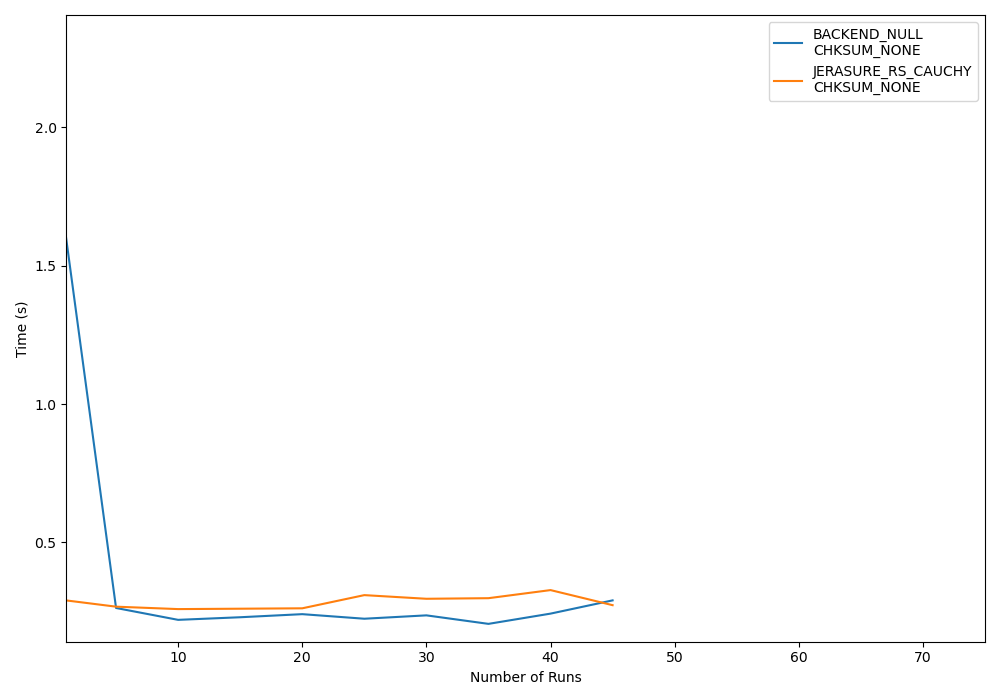 BACKEND_NULL
CHKSUM_NONE
JERASURE_RS_CAUCHY
CHKSUM_NONE
2.0
1.5
1.0
0.5
Time (s)
10 20 30 40 50 60 70
Number of Runs